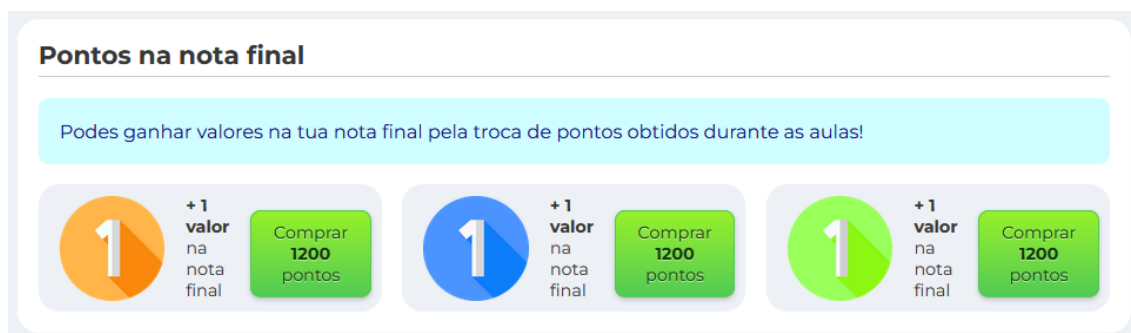 Pontos na nota final
Podes ganhar valores na tua nota final pela troca de pontos obtidos durante as aulas!
1
+ 1
valor
na
nota
final
Comprar
1200
pontos
1
+ 1
valor
na
nota
final
Comprar
1200
pontos
1
+ 1
valor
na
nota
final
Comprar
1200
pontos